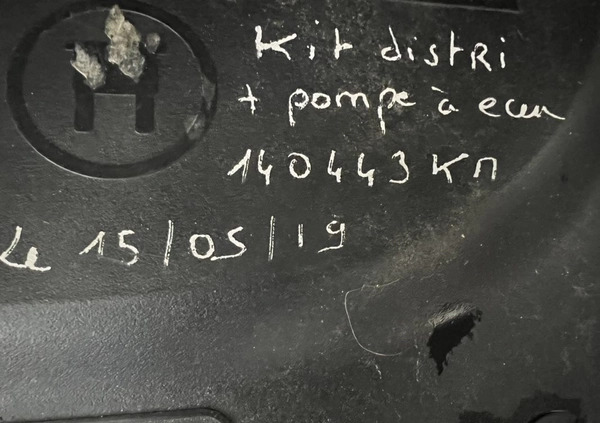 Kit distri
+ pompe à eau
140443 KM
Le 15/05/19
H